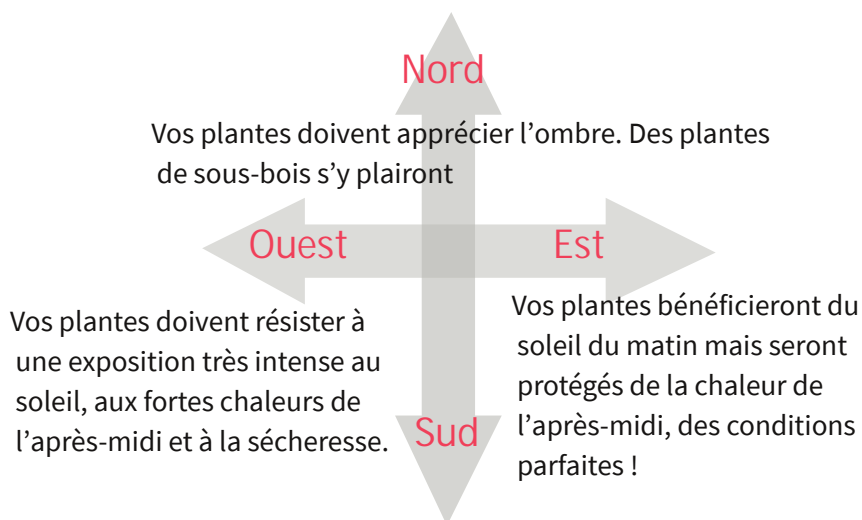 Nord
Vos plantes doivent apprécier l’ombre. Des plantes
de sous-bois s’y plairont
Ouest
Est
Vos plantes doivent résister à
une exposition très intense au
soleil, aux fortes chaleurs de
l’après-midi et à la sécheresse.
Vos plantes bénéficieront du
soleil du matin mais seront
protégés de la chaleur de
l’après-midi, des conditions
parfaites !
Sud